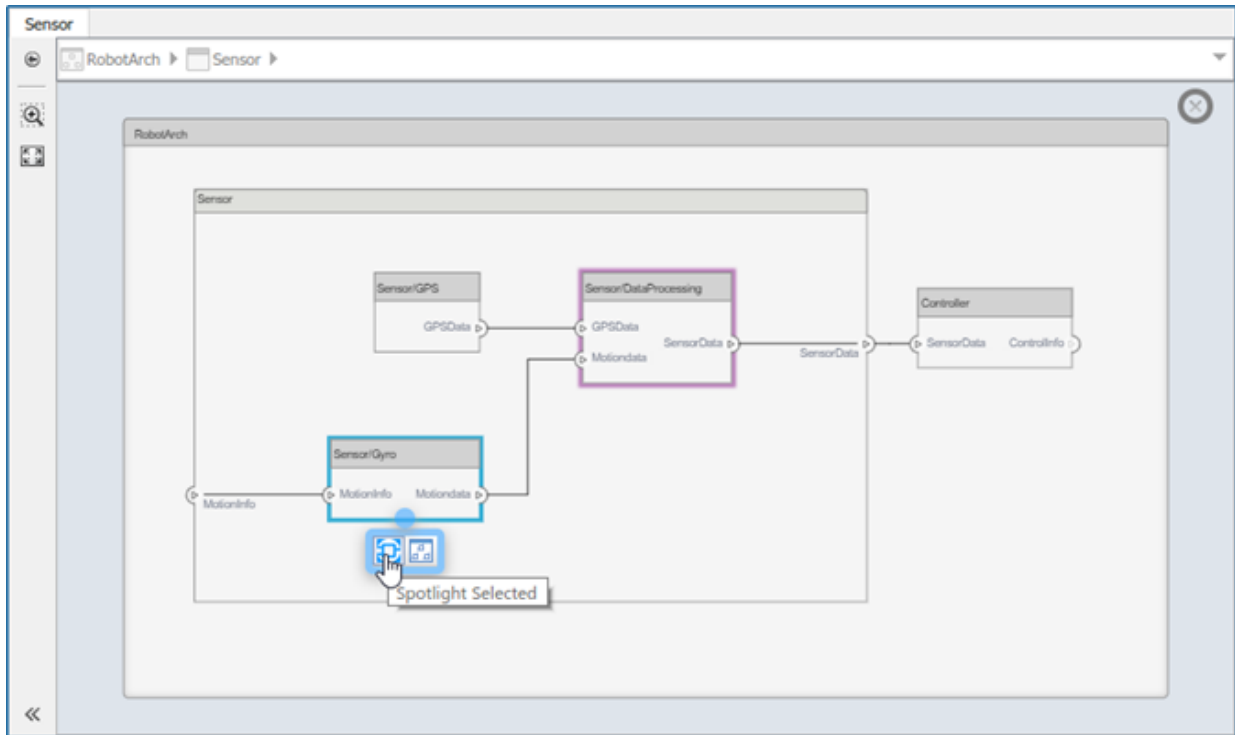 Sensor
RobotArch Sensor
RobotArch
Sensor
Sensor/GPS
GPSData
Sensor/DataProcessing
GPSData
Motiondata
SensorData
SensorData
Controller
SensorData ControlInfo
Sensor/Gyro
MotionInfo Motiondata
MotionInfo
Spotlight Selected